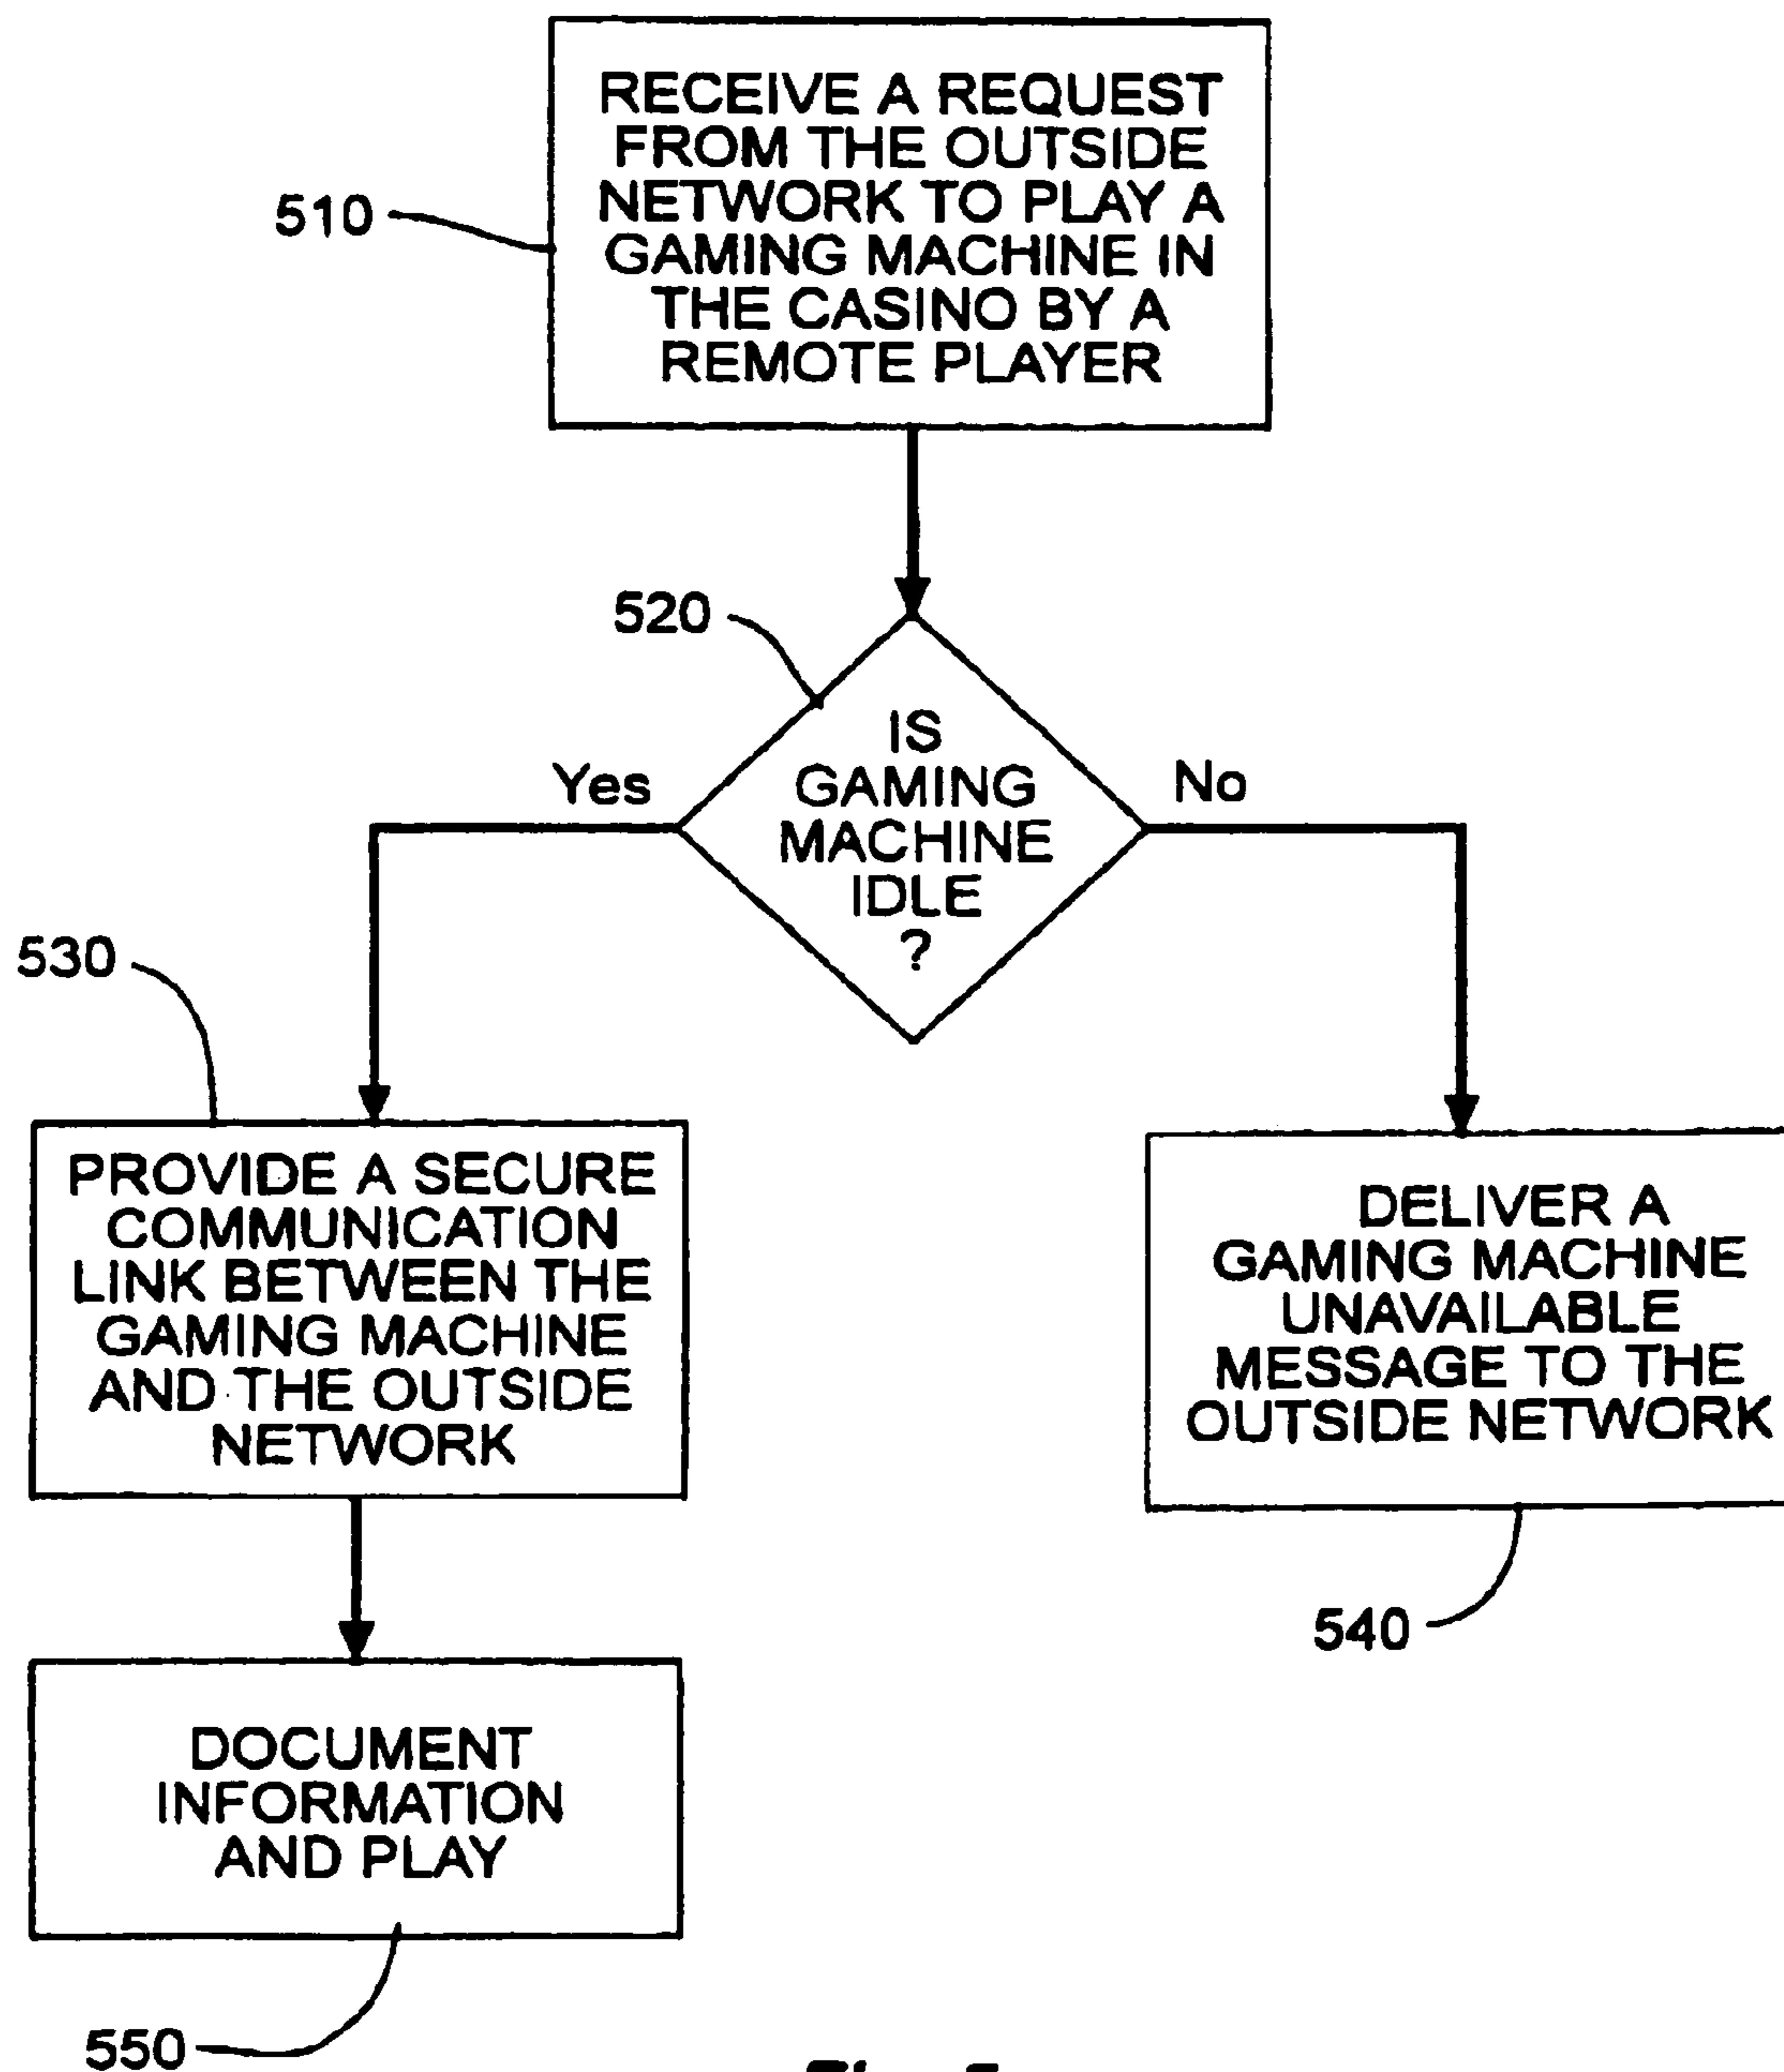 RECEIVE A REQUEST
FROM THE OUTSIDE
NETWORK TO PLAY A
GAMING MACHINE IN
THE CASINO BY A
REMOTE PLAYER
510
520
IS
GAMING
MACHINE
IDLE
?
Yes
No
530
PROVIDE A SECURE
COMMUNICATION
LINK BETWEEN THE
GAMING MACHINE
AND THE OUTSIDE
NETWORK
DELIVER A
GAMING MACHINE
UNAVAILABLE
MESSAGE TO THE
OUTSIDE NETWORK
540
DOCUMENT
INFORMATION
AND PLAY
550